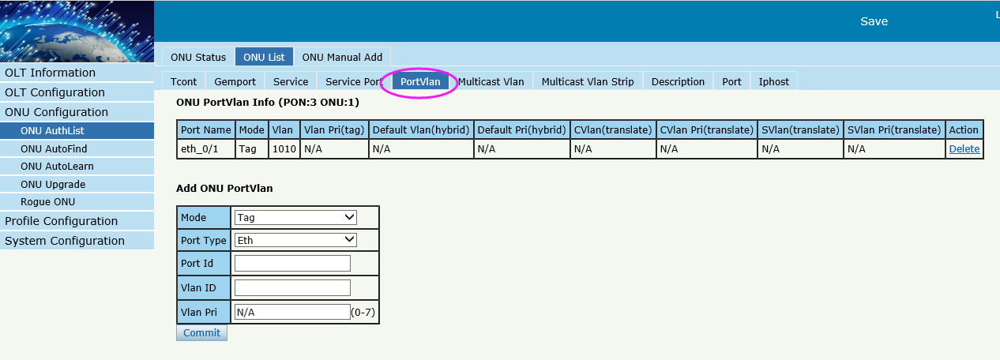 Save
L
ONU Status ONU List ONU Manual Add
OLT Information
OLT Configuration
ONU Configuration
ONU AuthList
ONU AutoFind
ONU AutoLearn
ONU Upgrade
Rogue ONU
Profile Configuration
System Configuration
Tcont Gemport Service Service Port PortVlan Multicast Vlan Multicast Vlan Strip Description Port Iphost
ONU PortVlan Info (PON:3 ONU:1)
Port Name Mode Vlan Vlan Pri(tag) Default Vlan(hybrid) Default Pri(hybrid) CVlan(translate) CVlan Pri(translate) SVlan(translate) SVlan Pri(translate) Action
eth_0/1 Tag 1010 N/A N/A N/A N/A N/A N/A N/A Delete
Add ONU PortVlan
Mode Tag
Port Type Eth
Port Id
Vlan ID
Vlan Pri N/A (0-7)
Commit